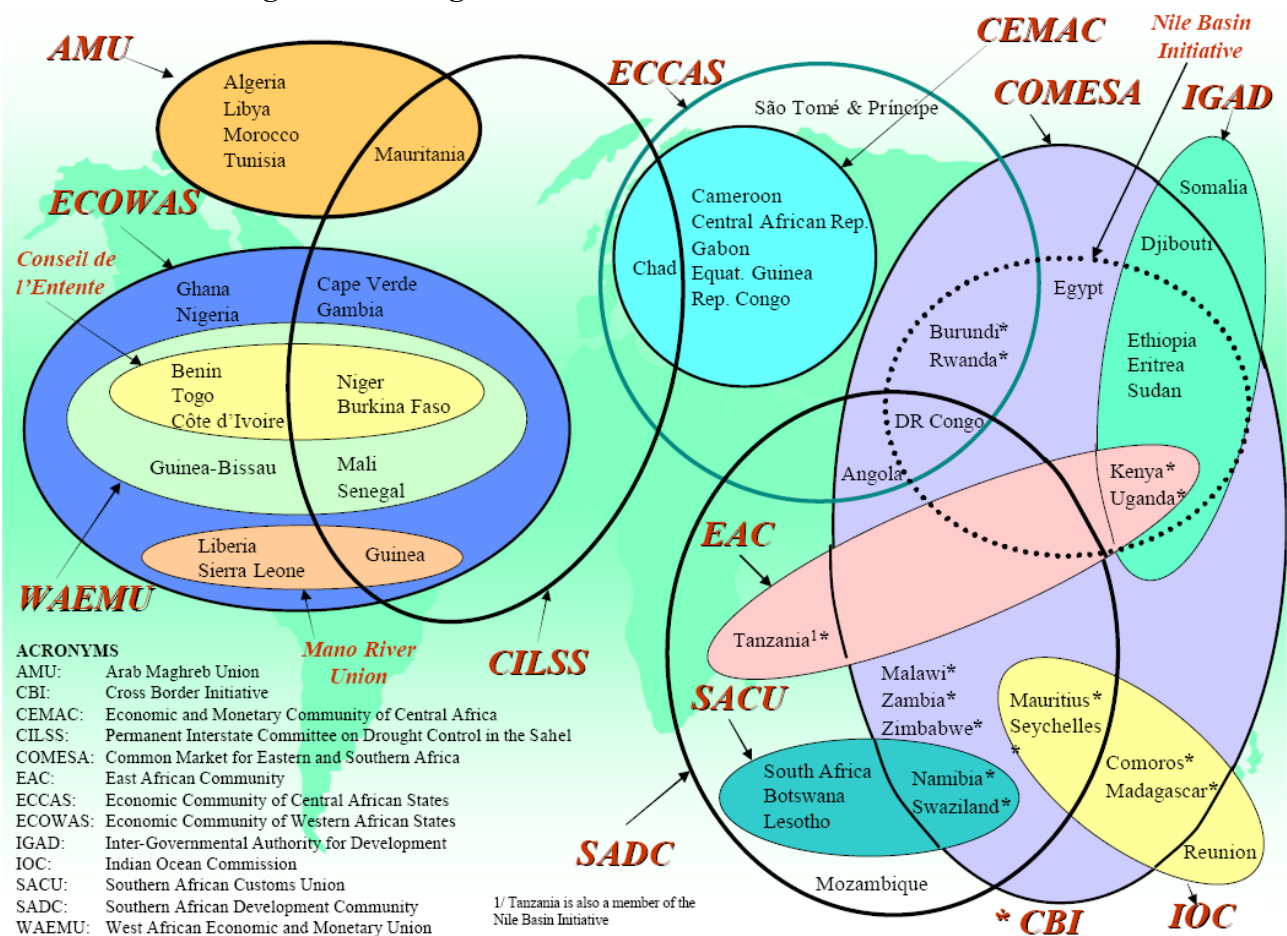 AMU
Algeria
Libya
Morocco
Tunisia
Mauritania
ECOWAS
Conseil de
l’Entente
Ghana
Nigeria
Cape Verde
Gambia
Benin
Togo
Côte d’Ivoire
Niger
Burkina Faso
Guinea-Bissau
Mali
Senegal
Liberia
Sierra Leone
Guinea
WAEMU
Mano River
Union
CILSS
ECCAS
São Tomé & Príncipe
CEMAC
Cameroon
Central African Rep.
Gabon
Equat. Guinea
Rep. Congo
Chad
Nile Basin
Initiative
COMESA
IGAD
Somalia
Djibouti
Egypt
Burundi*
Rwanda*
Ethiopia
Eritrea
Sudan
DR Congo
Angola
Kenya*
Uganda*
EAC
Tanzania1*
SACU
Malawi*
Zambia*
Zimbabwe*
Mauritius*
Seychelles
*
Comoros*
Madagascar*
South Africa
Botswana
Lesotho
Namibia*
Swaziland*
Reunion
SADC
Mozambique
* CBI
IOC
ACRONYMS
AMU: Arab Maghreb Union
CBI: Cross Border Initiative
CEMAC: Economic and Monetary Community of Central Africa
CILSS: Permanent Interstate Committee on Drought Control in the Sahel
COMESA: Common Market for Eastern and Southern Africa
EAC: East African Community
ECCAS: Economic Community of Central African States
ECOWAS: Economic Community of Western African States
IGAD: Inter-Governmental Authority for Development
IOC: Indian Ocean Commission
SACU: Southern African Customs Union
SADC: Southern African Development Community
WAEMU: West African Economic and Monetary Union
1/ Tanzania is also a member of the
Nile Basin Initiative